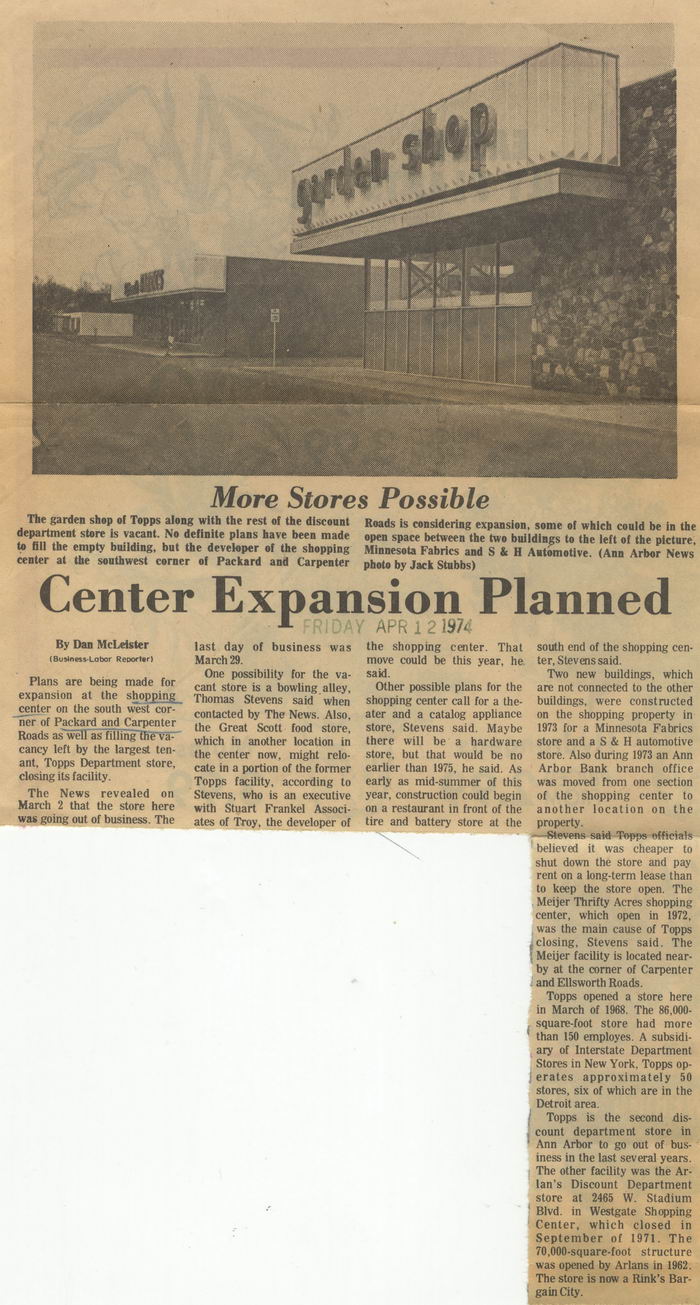 garden shop
More Stores Possible
The garden shop of Topps along with the rest of the discount
department store is vacant. No definite plans have been made
to fill the empty building, but the developer of the shopping
center at the southwest corner of Packard and Carpenter
Roads is considering expansion, some of which could be in the
open space between the two buildings to the left of the picture,
Minnesota Fabrics and S & H Automotive. (Ann Arbor News
photo by Jack Stubbs)
Center Expansion Planned
FRIDAY APR 12 1974
By Dan McLeister
(Business-Labor Reporter)
Plans are being made for
expansion at the shopping
center on the south west cor-
ner of Packard and Carpenter
Roads as well as filling the va-
cancy left by the largest ten-
ant, Topps Department store,
closing its facility.
The News revealed on
March 2 that the store here
was going out of business. The
last day of business was
March 29.
One possibility for the va-
cant store is a bowling alley,
Thomas Stevens said when
contacted by The News. Also,
the Great Scott food store,
which in another location in
the center now, might relo-
cate in a portion of the former
Topps facility, according to
Stevens, who is an executive
with Stuart Frankel Associ-
ates of Troy, the developer of
the shopping center. That
move could be this year, he
said.
Other possible plans for the
shopping center call for a the-
ater and a catalog appliance
store, Stevens said. Maybe
there will be a hardware
store, but that would be no
earlier than 1975, he said. As
early as mid-summer of this
year, construction could begin
on a restaurant in front of the
tire and battery store at the
south end of the shopping cen-
ter, Stevens said.
Two new buildings, which
are not connected to the other
buildings, were constructed
on the shopping property in
1973 for a Minnesota Fabrics
store and a S & H automotive
store. Also during 1973 an Ann
Arbor Bank branch office
was moved from one section
of the shopping center to
another location on the
property.
Stevens said Topps officials
believed it was cheaper to
shut down the store and pay
rent on a long-term lease than
to keep the store open. The
Meijer Thrifty Acres shopping
center, which open in 1972,
was the main cause of Topps
closing, Stevens said. The
Meijer facility is located near-
by at the corner of Carpenter
and Ellsworth Roads.
Topps opened a store here
in March of 1968. The 86,000-
square-foot store had more
than 150 employes. A subsidi-
ary of Interstate Department
Stores in New York, Topps op-
erates approximately 50
stores, six of which are in the
Detroit area.
Topps is the second dis-
count department store in
Ann Arbor to go out of bus-
iness in the last several years.
The other facility was the Ar-
lan's Discount Department
store at 2465 W. Stadium
Blvd. in Westgate Shopping
Center, which closed in
September of 1971. The
70,000-square-foot structure
was opened by Arlans in 1962.
The store is now a Rink's Bar-
gain City.